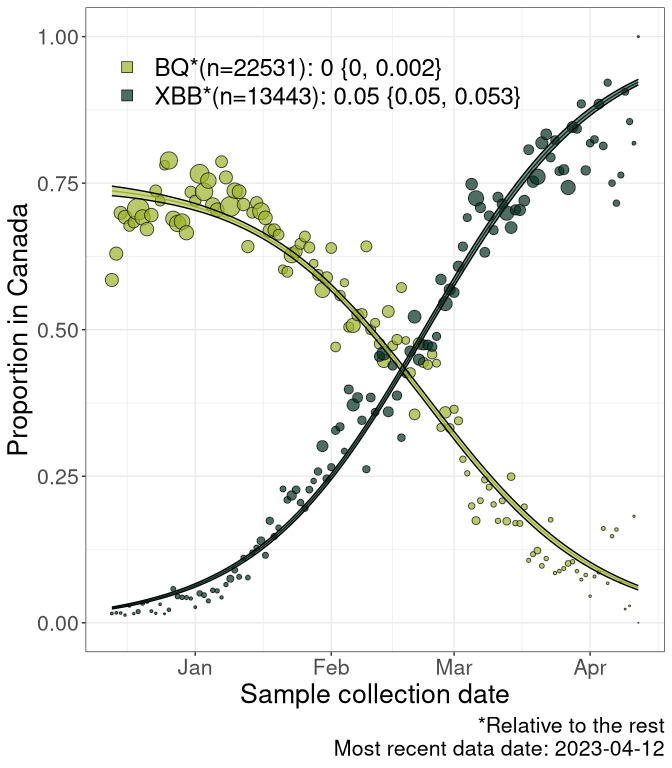 1.00
BQ*(n=22531): 0 {0, 0.002}
XBB*(n=13443): 0.05 {0.05, 0.053}
0.75
0.50
0.25
0.00
Proportion in Canada
Jan Feb Mar Apr
Sample collection date
*Relative to the rest
Most recent data date: 2023-04-12